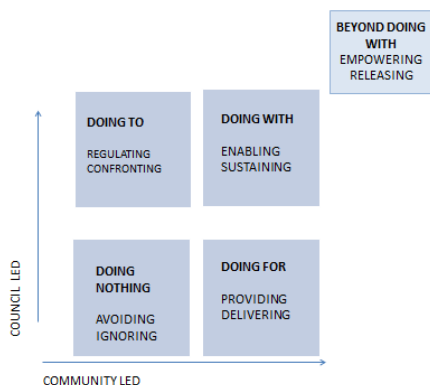 BEYOND DOING
WITH
EMPOWERING
RELEASING
DOING TO
REGULATING
CONFRONTING
DOING WITH
ENABLING
SUSTAINING
DOING
NOTHING
AVOIDING
IGNORING
DOING FOR
PROVIDING
DELIVERING
COUNCIL LED
COMMUNITY LED